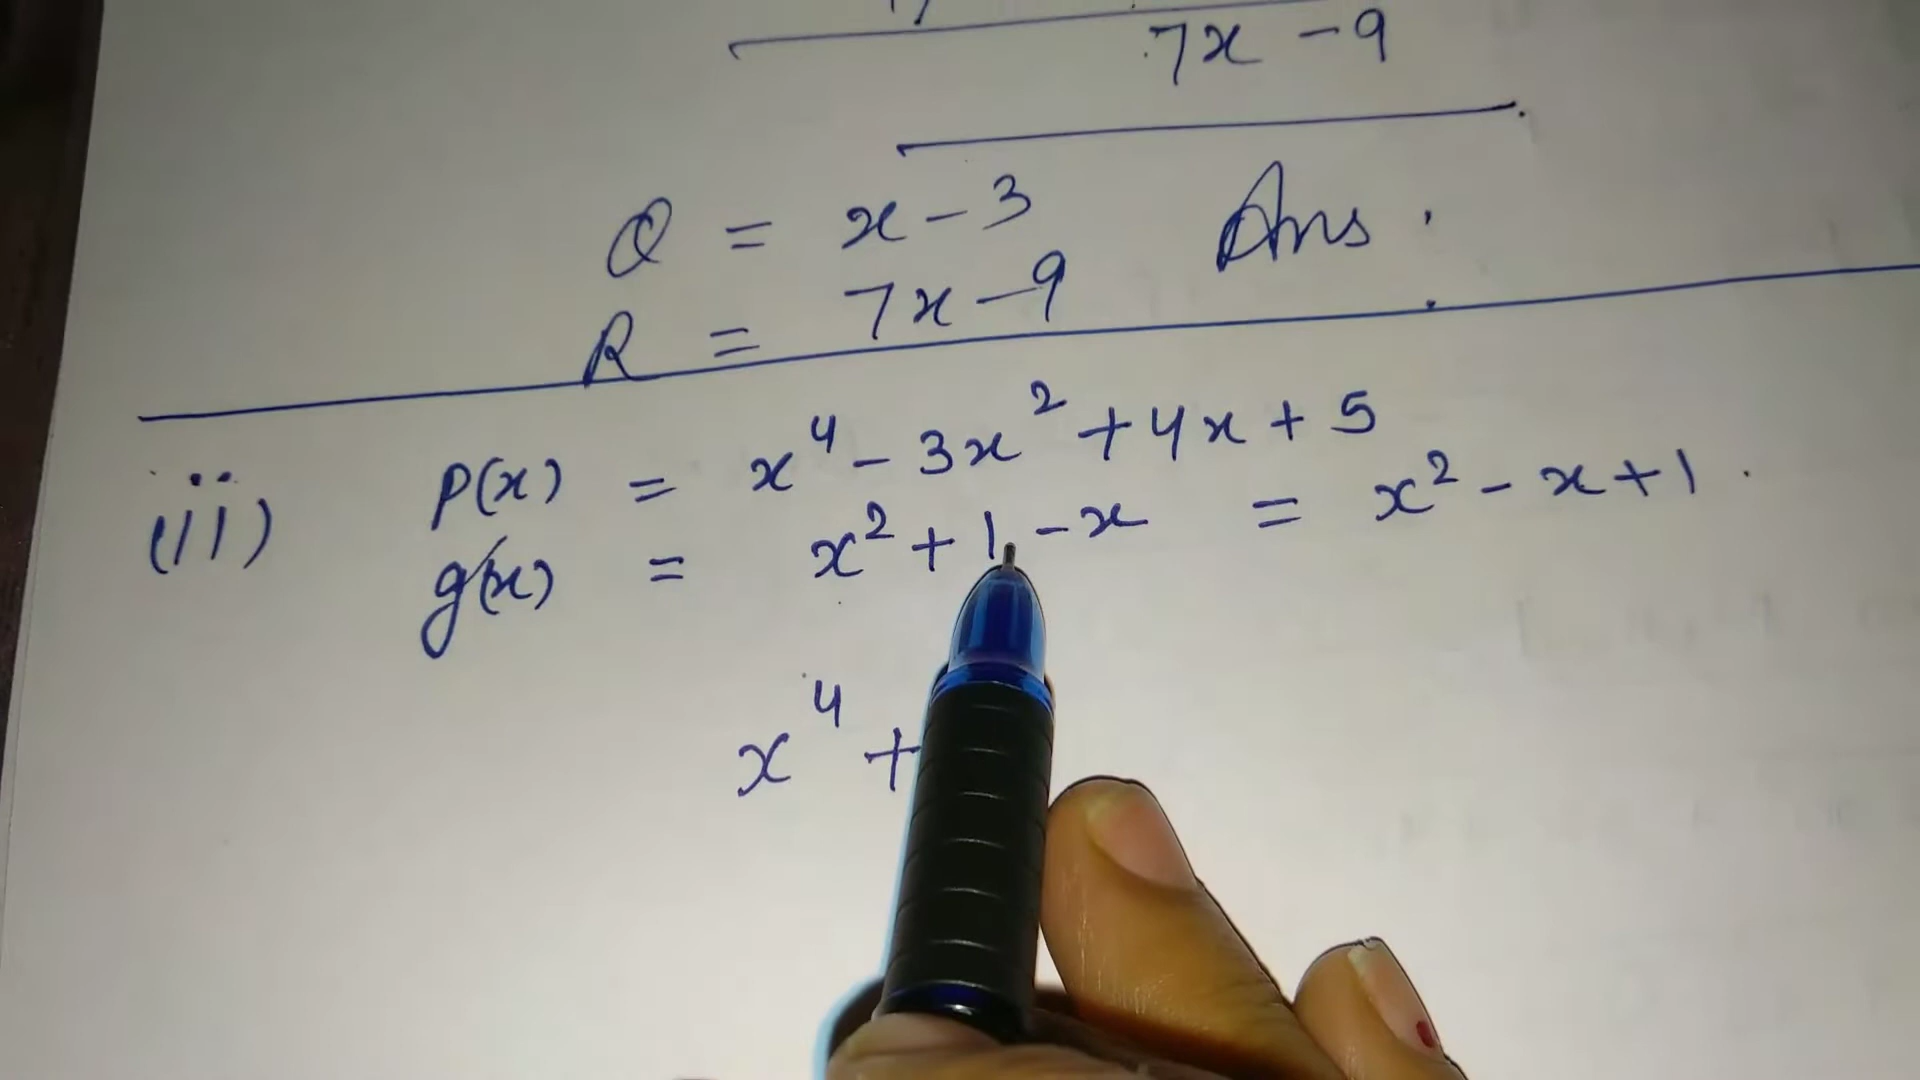 7x - 9
Q = x - 3 Ans.
R = 7x - 9
(ii) p(x) = x⁴ - 3x² + 4x + 5
g(x) = x² + 1 - x = x² - x + 1.
x⁴ +